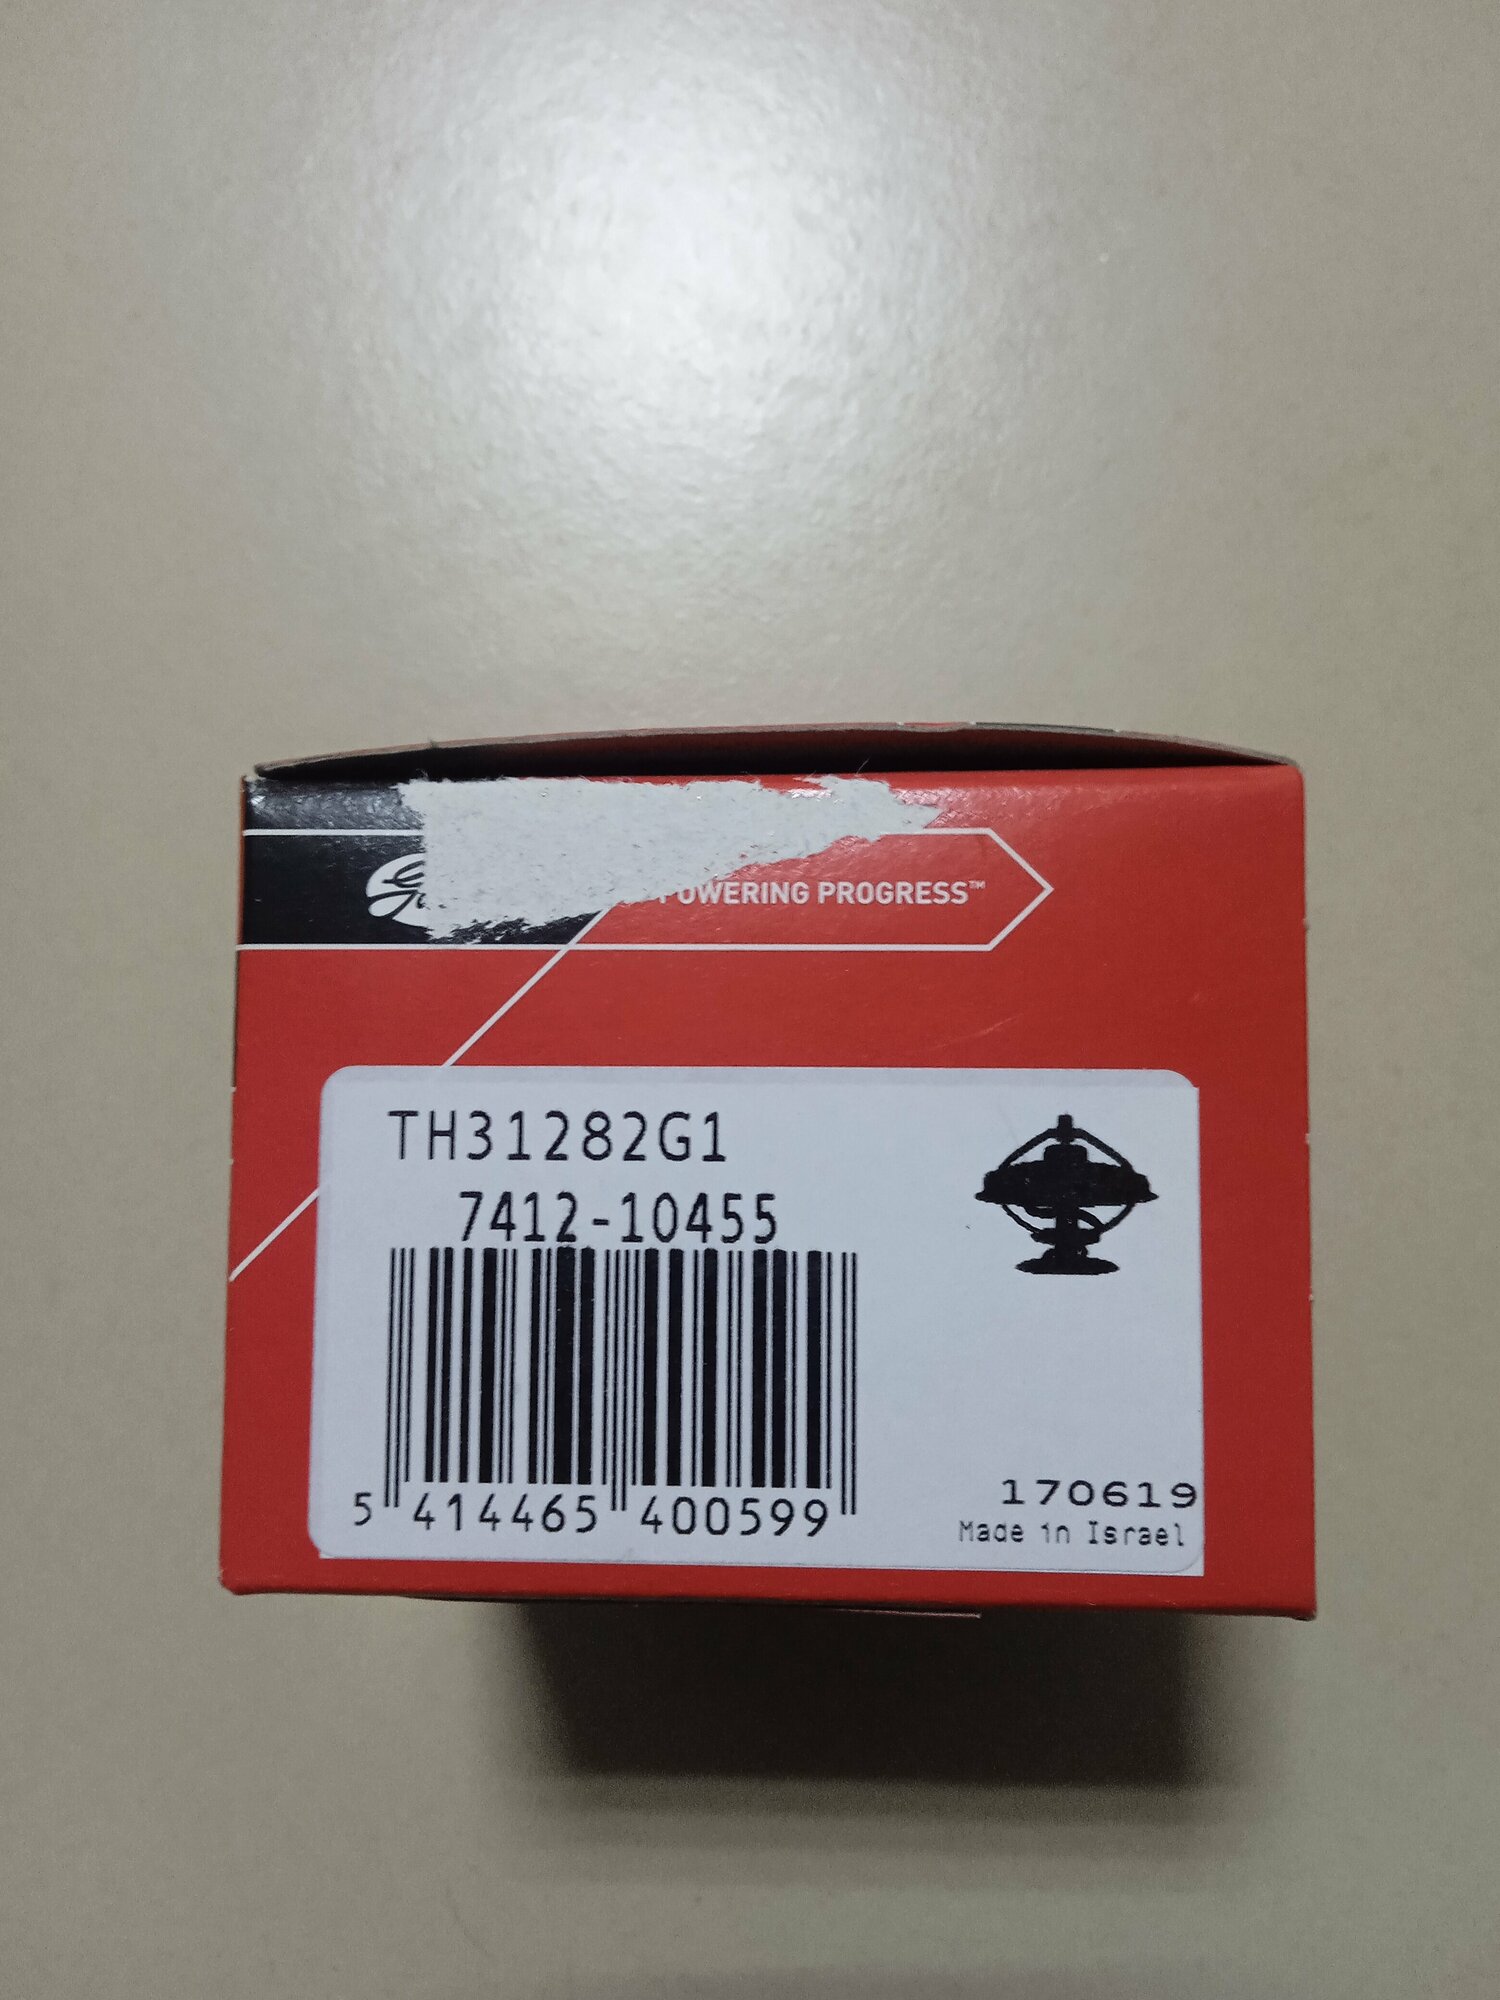 POWERING PROGRESS™
TH31282G1
7412-10455
5 414465 400599
170619
Made in Israel